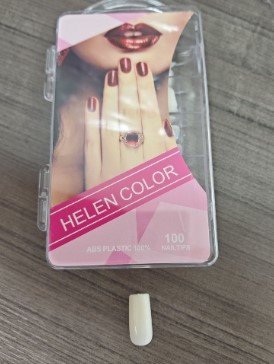 HELEN COLOR
ABS PLASTIC 100%
100
NAIL TIPS